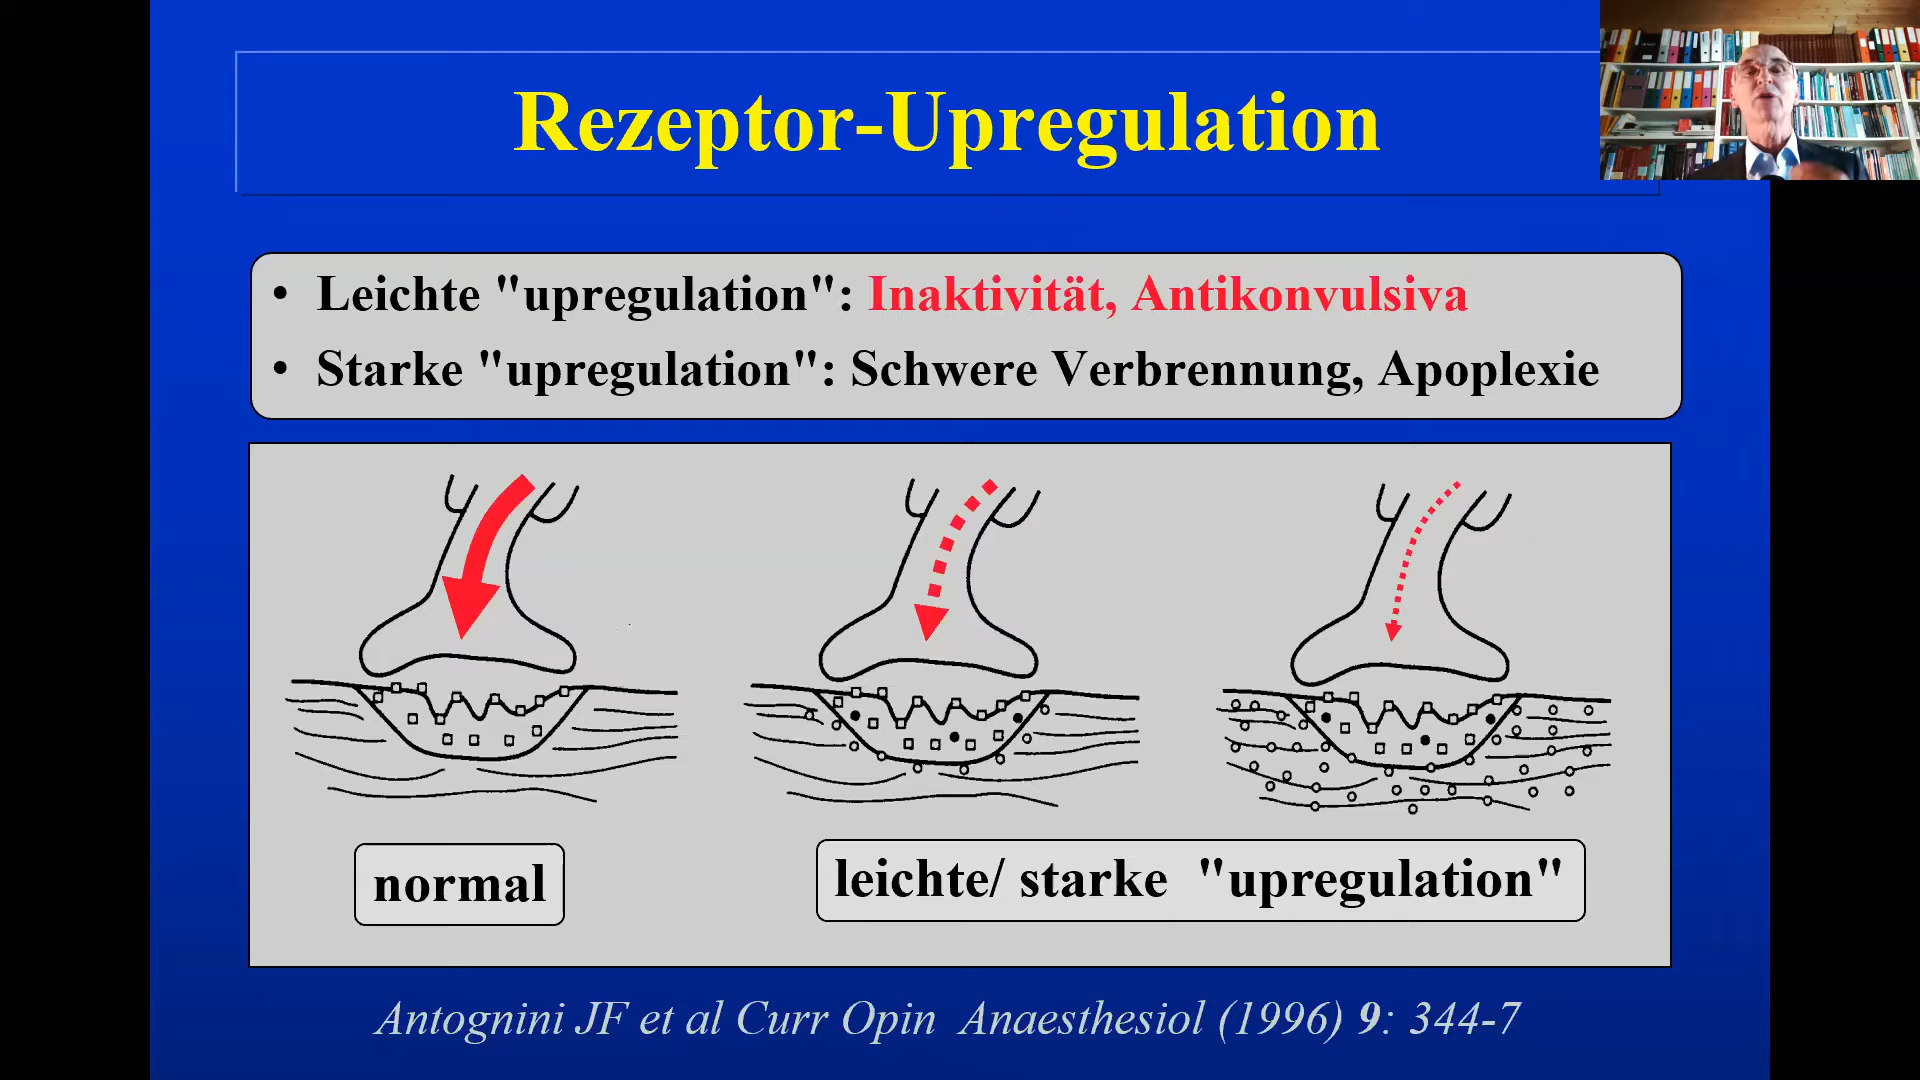 Rezeptor-Upregulation
• Leichte "upregulation": Inaktivität, Antikonvulsiva
• Starke "upregulation": Schwere Verbrennung, Apoplexie
normal
leichte/ starke "upregulation"
Antognini JF et al Curr Opin Anaesthesiol (1996) 9: 344-7